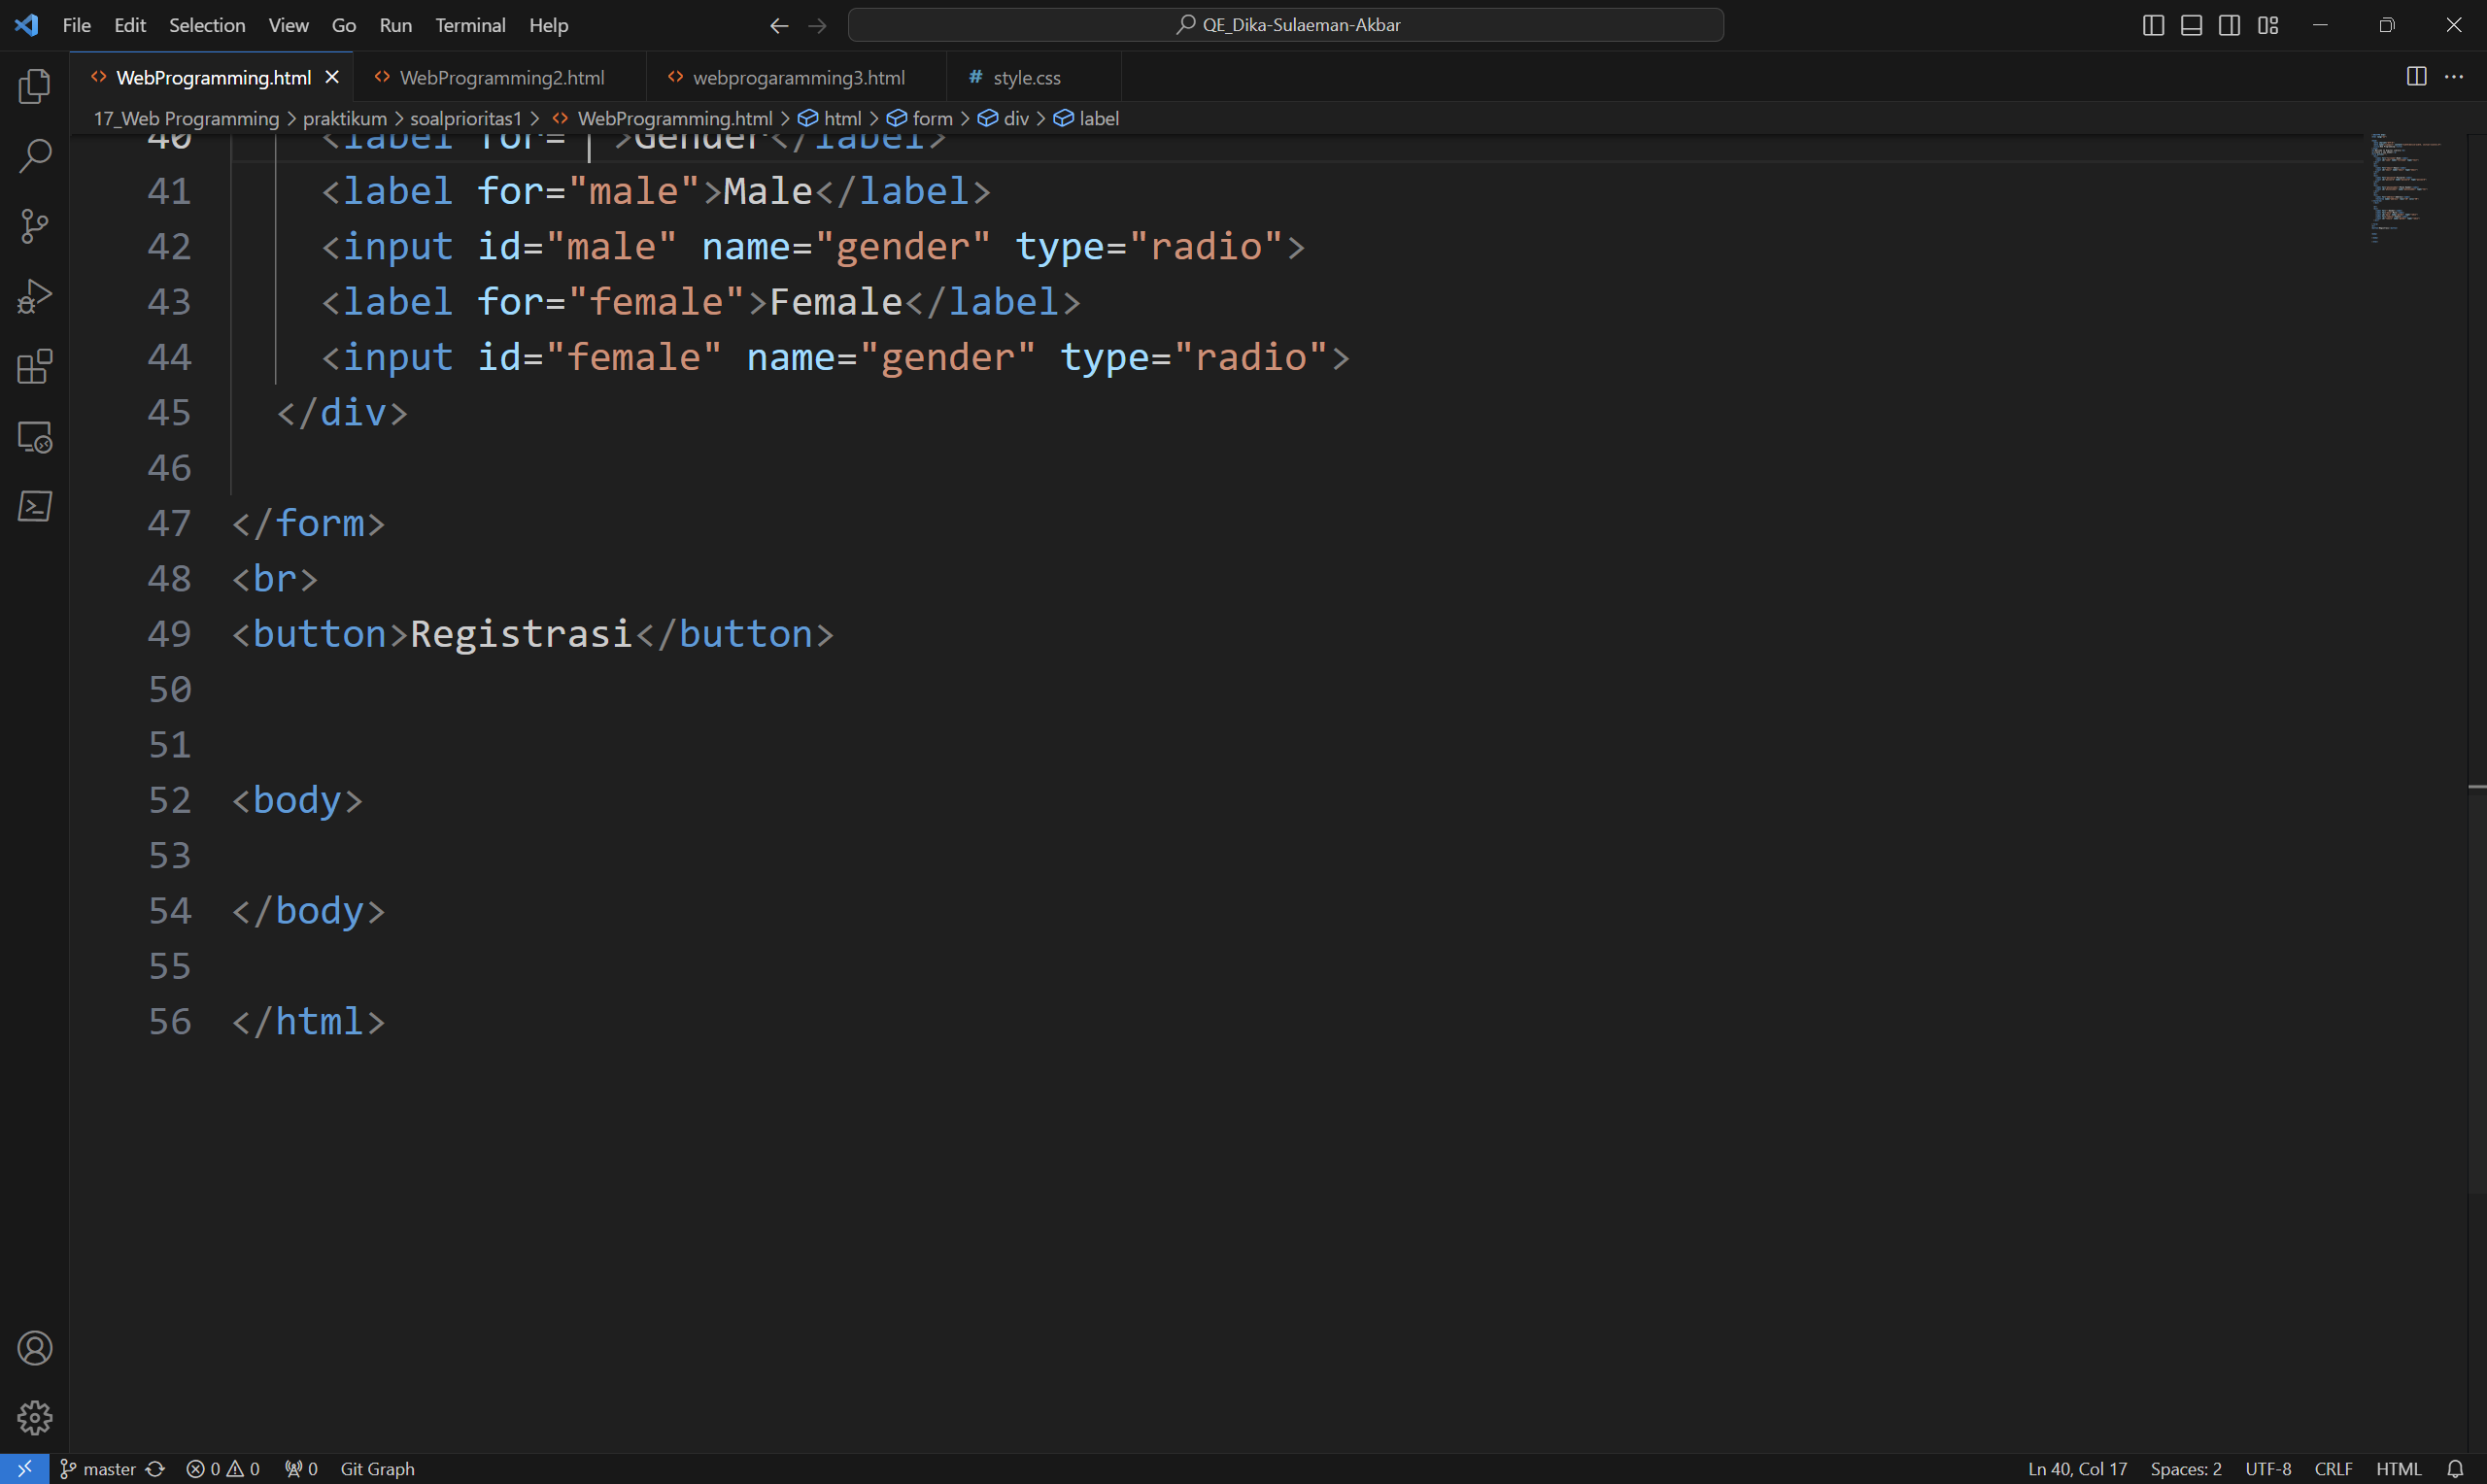 File Edit Selection View Go Run Terminal Help
QE_Dika-Sulaeman-Akbar
WebProgramming.html WebProgramming2.html webprogaramming3.html # style.css
17_Web Programming > praktikum > soalprioritas1 > WebProgramming.html > html > form > div > label
40 <label for="">Gender</label>
41 <label for="male">Male</label>
42 <input id="male" name="gender" type="radio">
43 <label for="female">Female</label>
44 <input id="female" name="gender" type="radio">
45 </div>
46
47 </form>
48 <br>
49 <button>Registrasi</button>
50
51
52 <body>
53
54 </body>
55
56 </html>
master 0 0 0 Git Graph Ln 40, Col 17 Spaces: 2 UTF-8 CRLF HTML